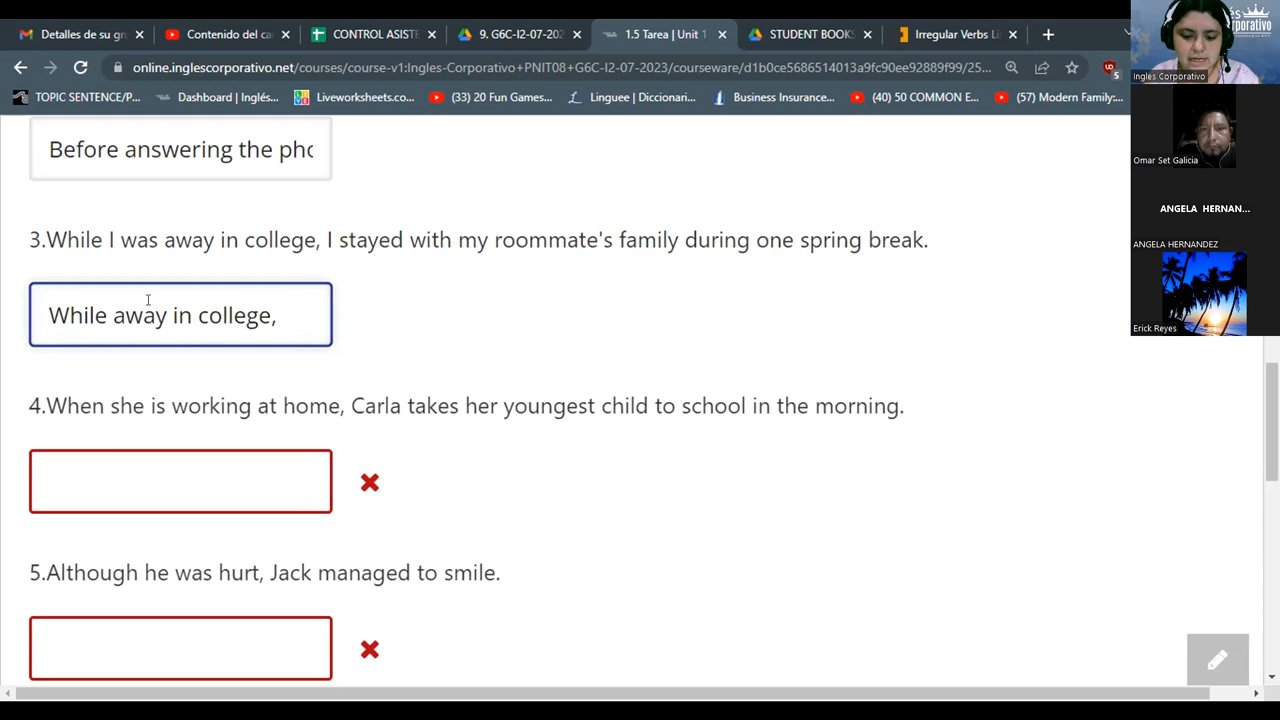 Detalles de su gru
Contenido del ca
CONTROL ASIST
9. G6C-I2-07-202
1.5 Tarea | Unit 1
STUDENT BOOKS
Irregular Verbs Li
online.inglescorporativo.net/courses/course-v1:Ingles-Corporativo+PNIT08+G6C-I2-07-2023/courseware/d1b0ce5686514013a9fc90ee92889f99/25...
5
TOPIC SENTENCE/P...
Dashboard | Inglés...
Liveworksheets.co...
(33) 20 Fun Games...
Linguee | Diccionari...
Business Insurance...
(40) 50 COMMON E...
(57) Modern Family:...
Before answering the pho
3.While I was away in college, I stayed with my roommate's family during one spring break.
While away in college,
4.When she is working at home, Carla takes her youngest child to school in the morning.
5.Although he was hurt, Jack managed to smile.
Inglés Corporativo
Omar Set Galicia
ANGELA HERNAN...
ANGELA HERNANDEZ
Erick Reyes